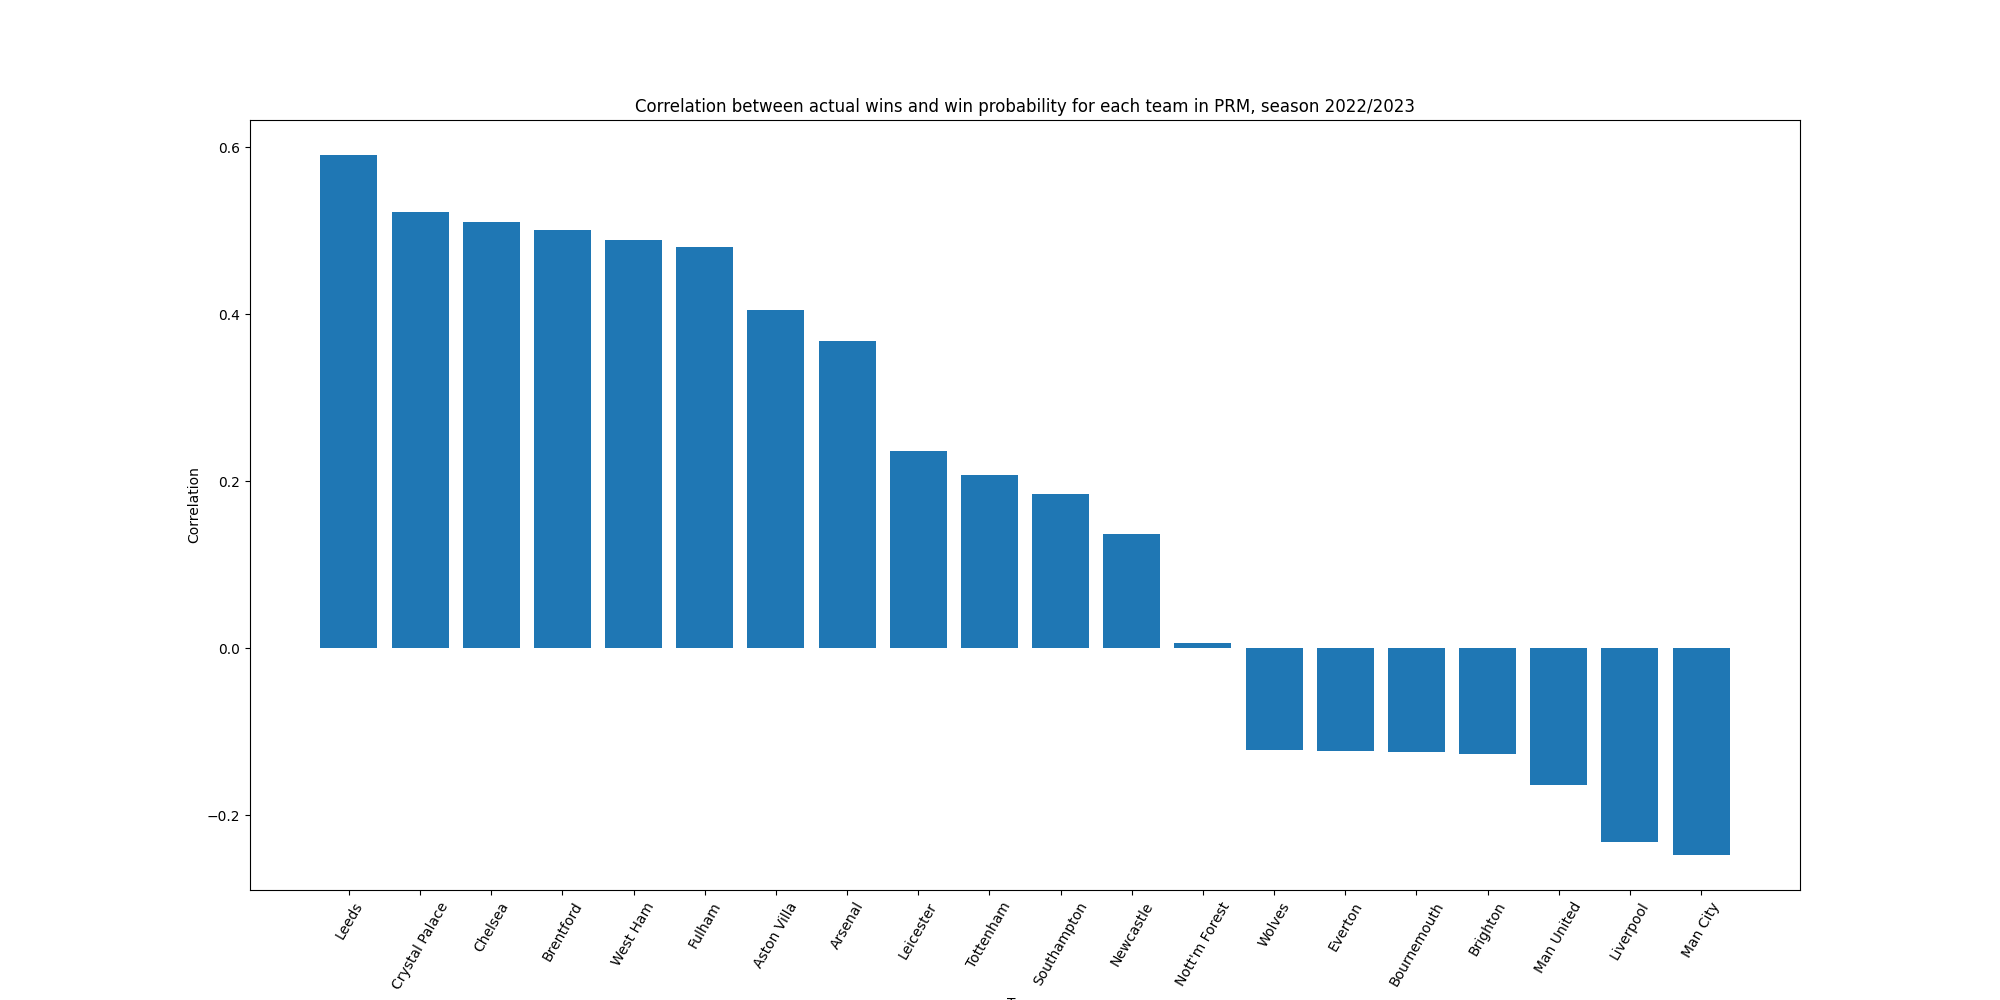 Correlation between actual wins and win probability for each team in PRM, season 2022/2023
Correlation
0.6
0.4
0.2
0.0
−0.2
Leeds
Crystal Palace
Chelsea
Brentford
West Ham
Fulham
Aston Villa
Arsenal
Leicester
Tottenham
Southampton
Newcastle
Nott'm Forest
Wolves
Everton
Bournemouth
Brighton
Man United
Liverpool
Man City